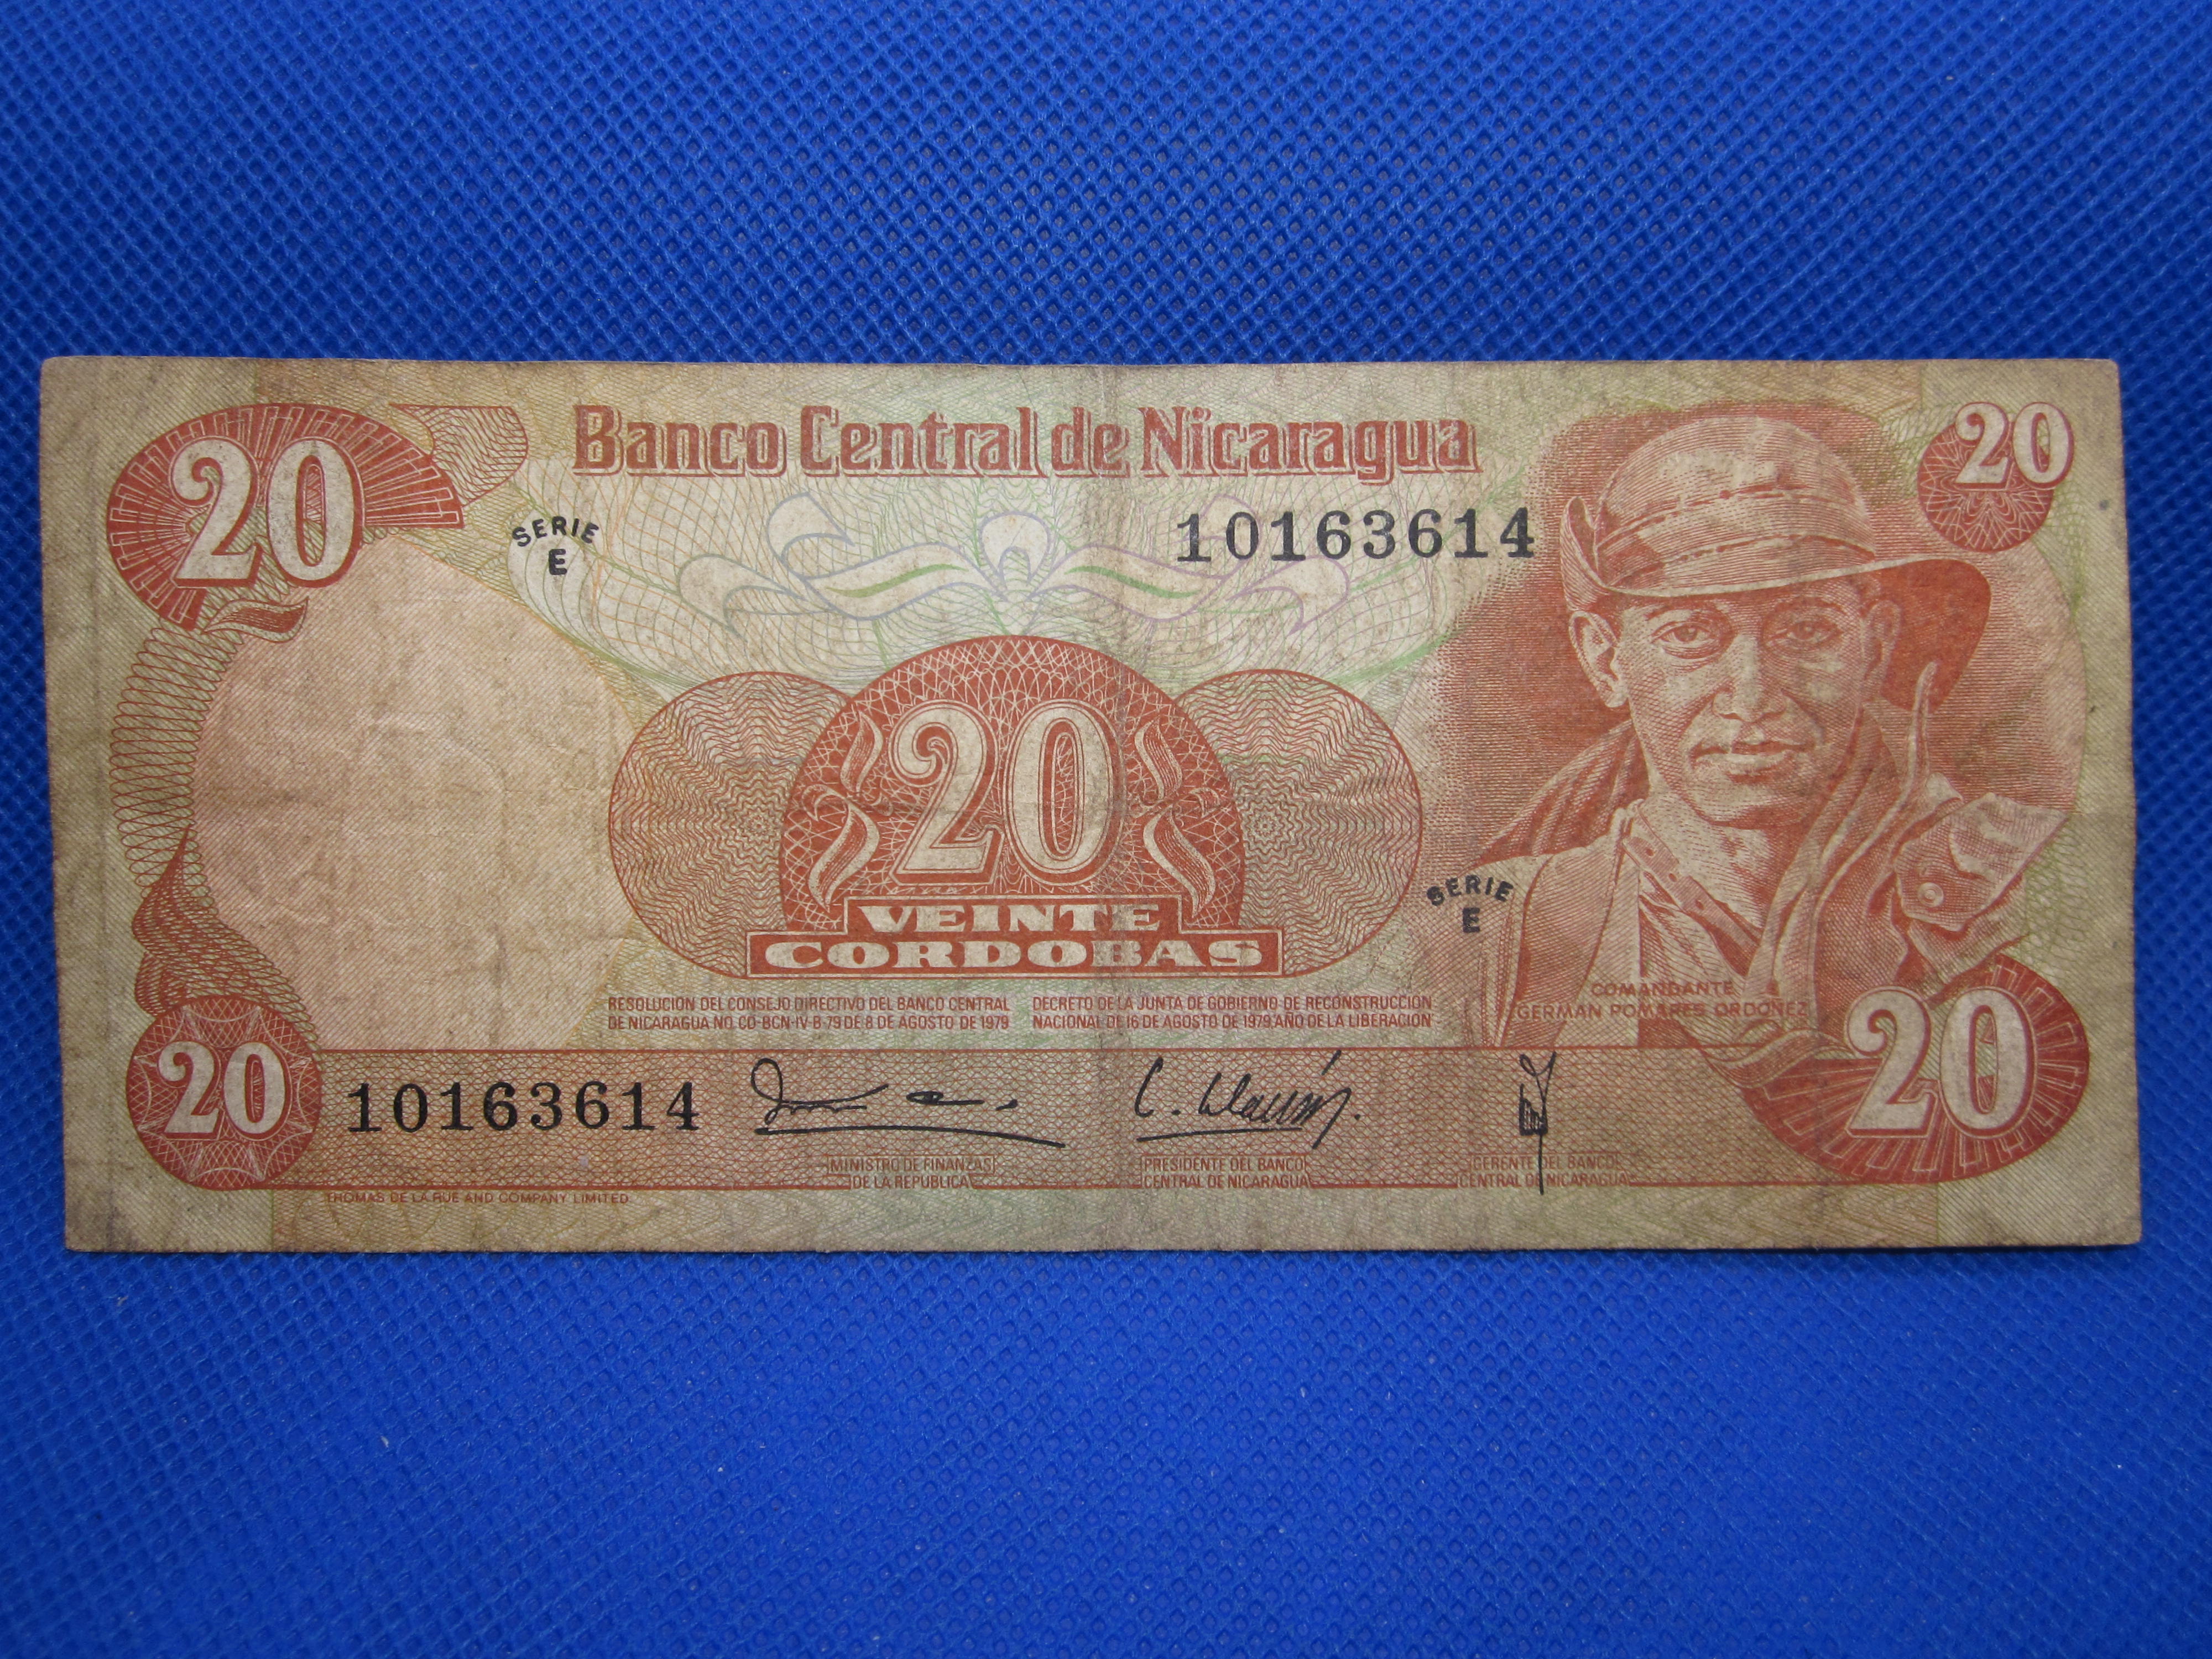 20
Banco Central de Nicaragua
20
SERIE
E
10163614
20
VEINTE
CORDOBAS
SERIE
E
RESOLUCION DEL CONSEJO DIRECTIVO DEL BANCO CENTRAL
DE NICARAGUA NO. CD-BCN-IV-8-79 DE 8 DE AGOSTO DE 1979
DECRETO DE LA JUNTA DE GOBIERNO DE RECONSTRUCCION
NACIONAL DE 16 DE AGOSTO DE 1979."AÑO DE LA LIBERACION"
COMANDANTE
GERMAN POMARES ORDOÑEZ
20
10163614
20
MINISTRO DE FINANZAS
DE LA REPUBLICA
PRESIDENTE DEL BANCO
CENTRAL DE NICARAGUA
GERENTE DEL BANCO
CENTRAL DE NICARAGUA
THOMAS DE LA RUE AND COMPANY LIMITED.